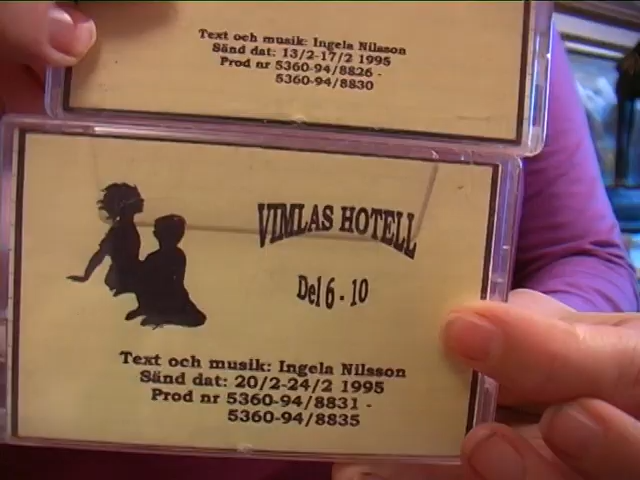 Text och musik: Ingela Nilsson
Sänd dat: 13/2-17/2 1995
Prod nr 5360-94/8826 -
5360-94/8830
VIMLAS HOTELL
Del 6 - 10
Text och musik: Ingela Nilsson
Sänd dat: 20/2-24/2 1995
Prod nr 5360-94/8831 -
5360-94/8835